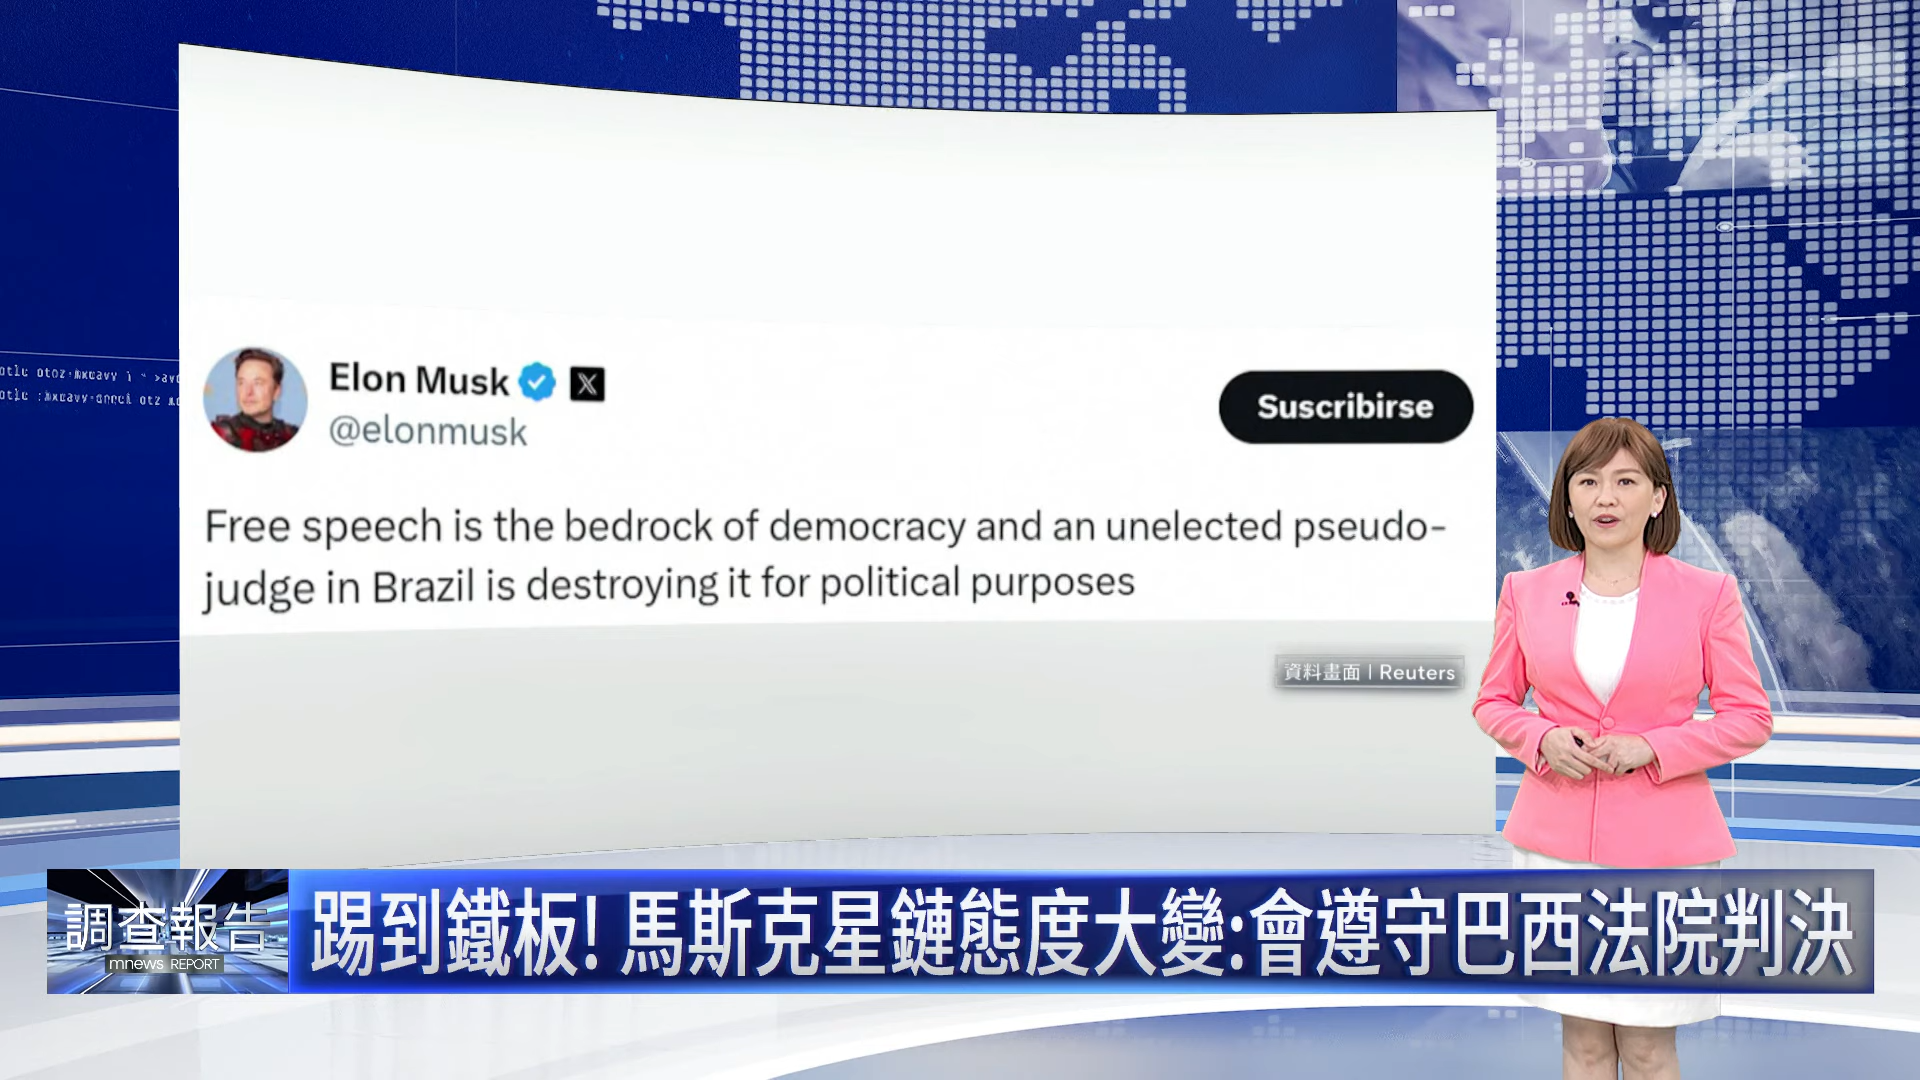 Elon Musk
@elonmusk
Suscribirse
Free speech is the bedrock of democracy and an unelected pseudo-
judge in Brazil is destroying it for political purposes
資料畫面 | Reuters
調查報告
mnews REPORT
踢到鐵板! 馬斯克星鏈態度大變:會遵守巴西法院判決